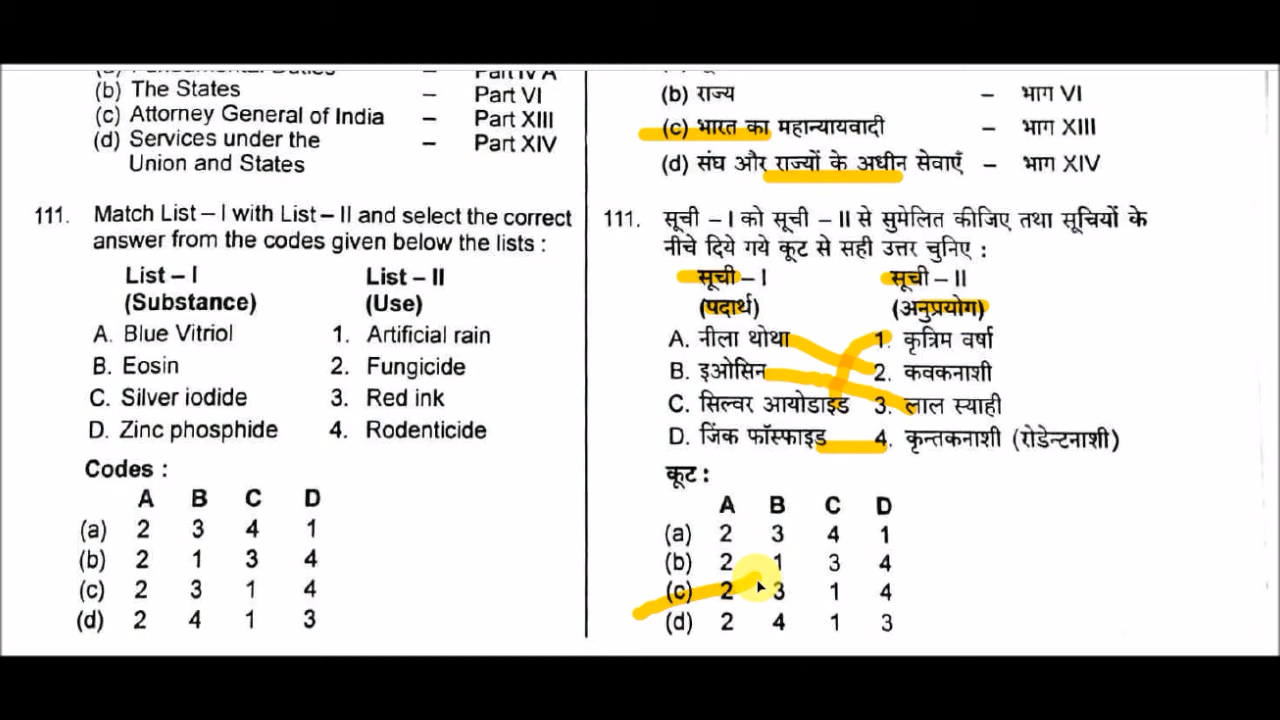 Part IV A
(b) The States – Part VI
(c) Attorney General of India – Part XIII
(d) Services under the – Part XIV
Union and States
111. Match List – I with List – II and select the correct
answer from the codes given below the lists :
List – I List – II
(Substance) (Use)
A. Blue Vitriol 1. Artificial rain
B. Eosin 2. Fungicide
C. Silver iodide 3. Red ink
D. Zinc phosphide 4. Rodenticide
Codes :
A B C D
(a) 2 3 4 1
(b) 2 1 3 4
(c) 2 3 1 4
(d) 2 4 1 3
(b) राज्य – भाग VI
(c) भारत का महान्यायवादी – भाग XIII
(d) संघ और राज्यों के अधीन सेवाएँ – भाग XIV
111. सूची – I को सूची – II से सुमेलित कीजिए तथा सूचियों के
नीचे दिये गये कूट से सही उत्तर चुनिए :
सूची – I सूची – II
(पदार्थ) (अनुप्रयोग)
A. नीला थोथा 1. कृत्रिम वर्षा
B. इओसिन 2. कवकनाशी
C. सिल्वर आयोडाइड 3. लाल स्याही
D. जिंक फॉस्फाइड 4. कृन्तकनाशी (रोडेन्टनाशी)
कूट :
A B C D
(a) 2 3 4 1
(b) 2 1 3 4
(c) 2 3 1 4
(d) 2 4 1 3